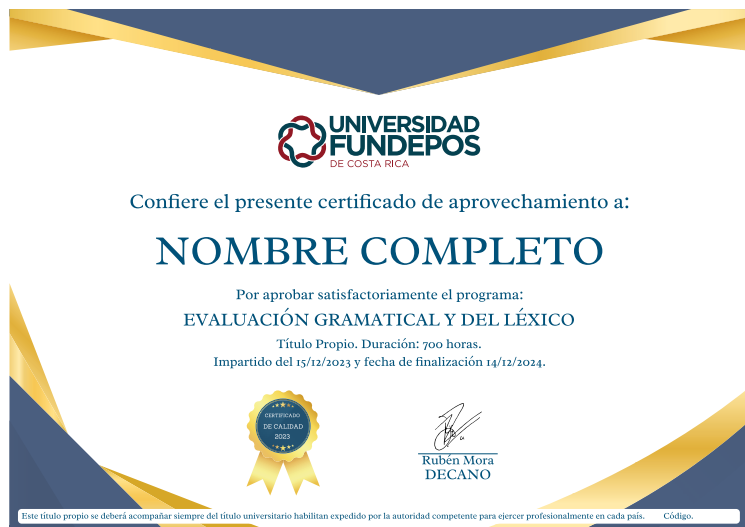 UNIVERSIDAD
FUNDEPOS
DE COSTA RICA
Confiere el presente certificado de aprovechamiento a:
NOMBRE COMPLETO
Por aprobar satisfactoriamente el programa:
EVALUACIÓN GRAMATICAL Y DEL LÉXICO
Título Propio. Duración: 700 horas.
Impartido del 15/12/2023 y fecha de finalización 14/12/2024.
CERTIFICADO
DE CALIDAD
2023
Rubén Mora
DECANO
Este título propio se deberá acompañar siempre del título universitario habilitan expedido por la autoridad competente para ejercer profesionalmente en cada país. Código.